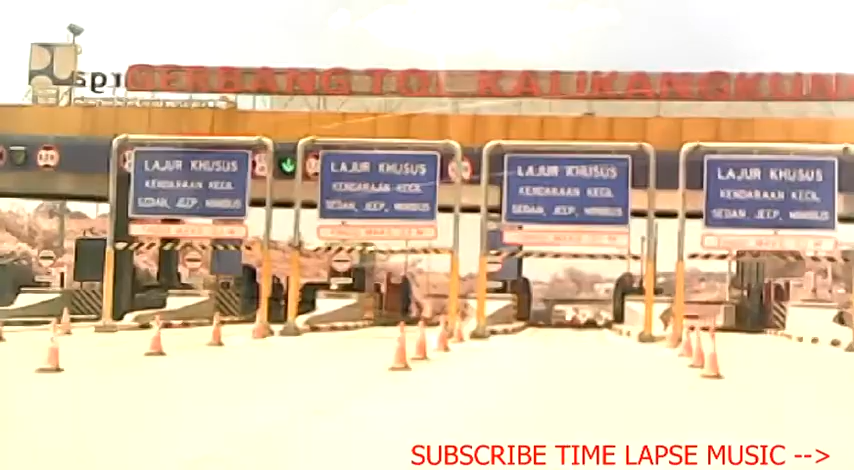 GERBANG TOL KALIKANGKUNG
LAJUR KHUSUS
KENDARAAN KECIL
SEDAN, JEEP, MINIBUS
LAJUR KHUSUS
KENDARAAN KECIL
SEDAN, JEEP, MINIBUS
LAJUR KHUSUS
KENDARAAN KECIL
SEDAN, JEEP, MINIBUS
LAJUR KHUSUS
KENDARAAN KECIL
SEDAN, JEEP, MINIBUS
SUBSCRIBE TIME LAPSE MUSIC -->